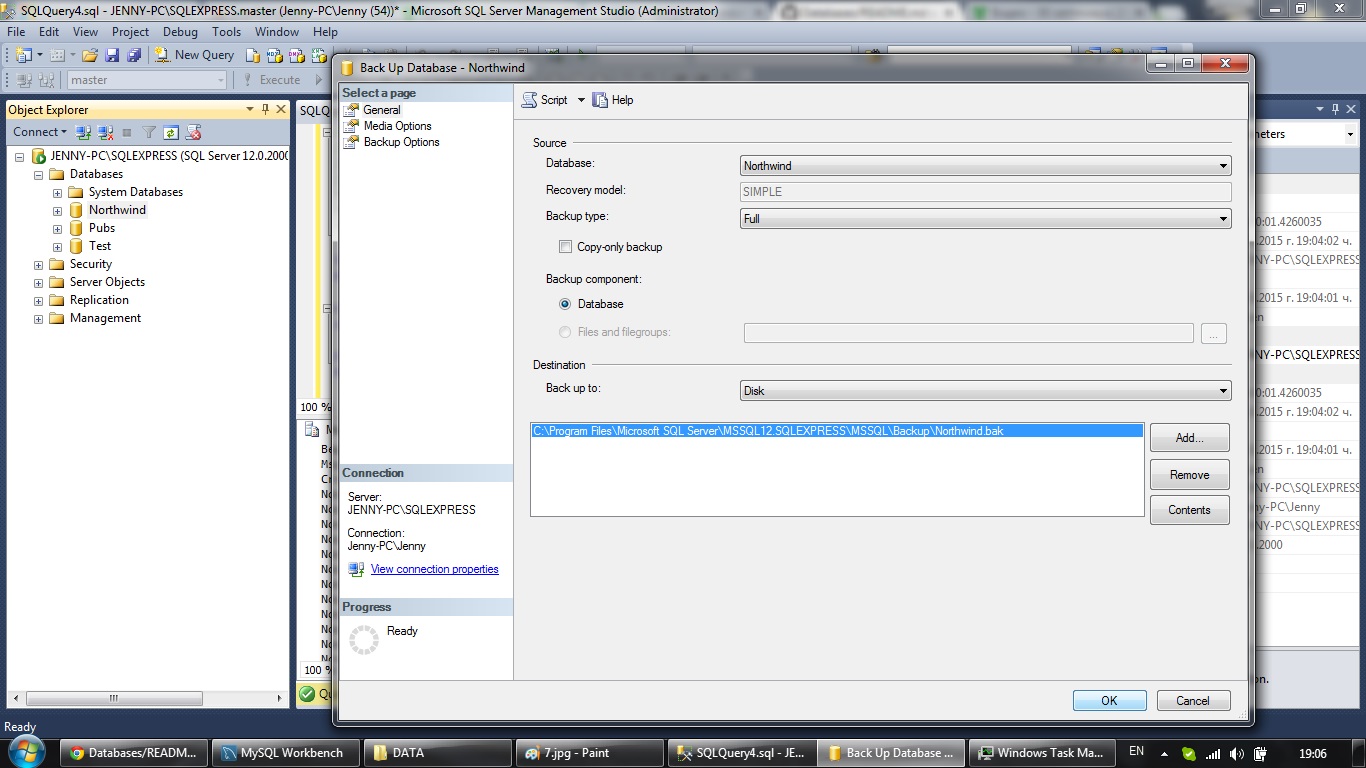 SQLQuery4.sql - JENNY-PC\SQLEXPRESS.master (Jenny-PC\Jenny (54))* - Microsoft SQL Server Management Studio (Administrator)
File Edit View Project Debug Tools Window Help
New Query
master
Execute
Object Explorer
Connect
JENNY-PC\SQLEXPRESS (SQL Server 12.0.2000
Databases
System Databases
Northwind
Pubs
Test
Security
Server Objects
Replication
Management
SQLQ
100 %
100 %
Back Up Database - Northwind
Select a page
General
Media Options
Backup Options
Script Help
Source
Database: Northwind
Recovery model: SIMPLE
Backup type: Full
Copy-only backup
Backup component:
Database
Files and filegroups:
...
Destination
Back up to: Disk
C:\Program Files\Microsoft SQL Server\MSSQL12.SQLEXPRESS\MSSQL\Backup\Northwind.bak
Add...
Remove
Contents
Connection
Server:
JENNY-PC\SQLEXPRESS
Connection:
Jenny-PC\Jenny
View connection properties
Progress
Ready
OK Cancel
meters
0:01.4260035
.2015 г. 19:04:02 ч.
NY-PC\SQLEXPRESS
.2015 г. 19:04:01 ч.
en
NY-PC\SQLEXPRESS
0:01.4260035
.2015 г. 19:04:02 ч.
.2015 г. 19:04:01 ч.
en
NY-PC\SQLEXPRESS
ny-PC\Jenny
NY-PC\SQLEXPRESS
.2000
on.
Ready
Databases/READM... MySQL Workbench DATA 7.jpg - Paint SQLQuery4.sql - JE... Back Up Database ... Windows Task Ma... EN 19:06